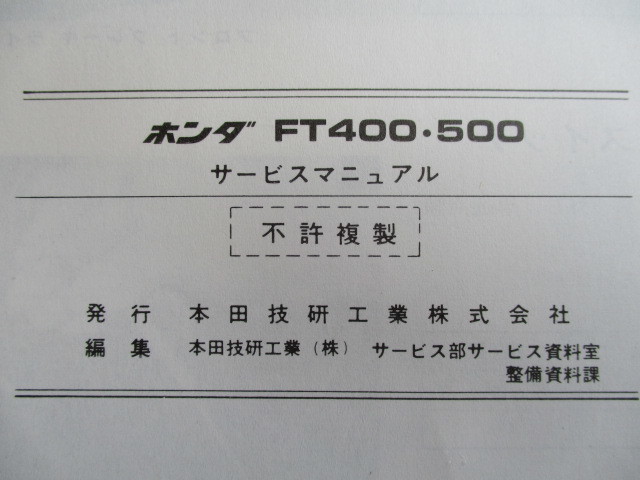 ホンダ FT400・500
サービスマニュアル
不許複製
発行 本田技研工業株式会社
編集 本田技研工業(株) サービス部サービス資料室
整備資料課